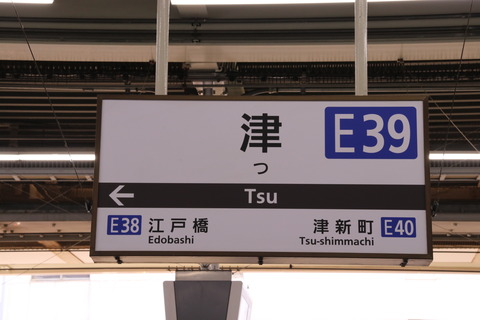 津
E39
つ
← Tsu
E38 江戸橋
Edobashi
津新町 E40
Tsu-shimmachi